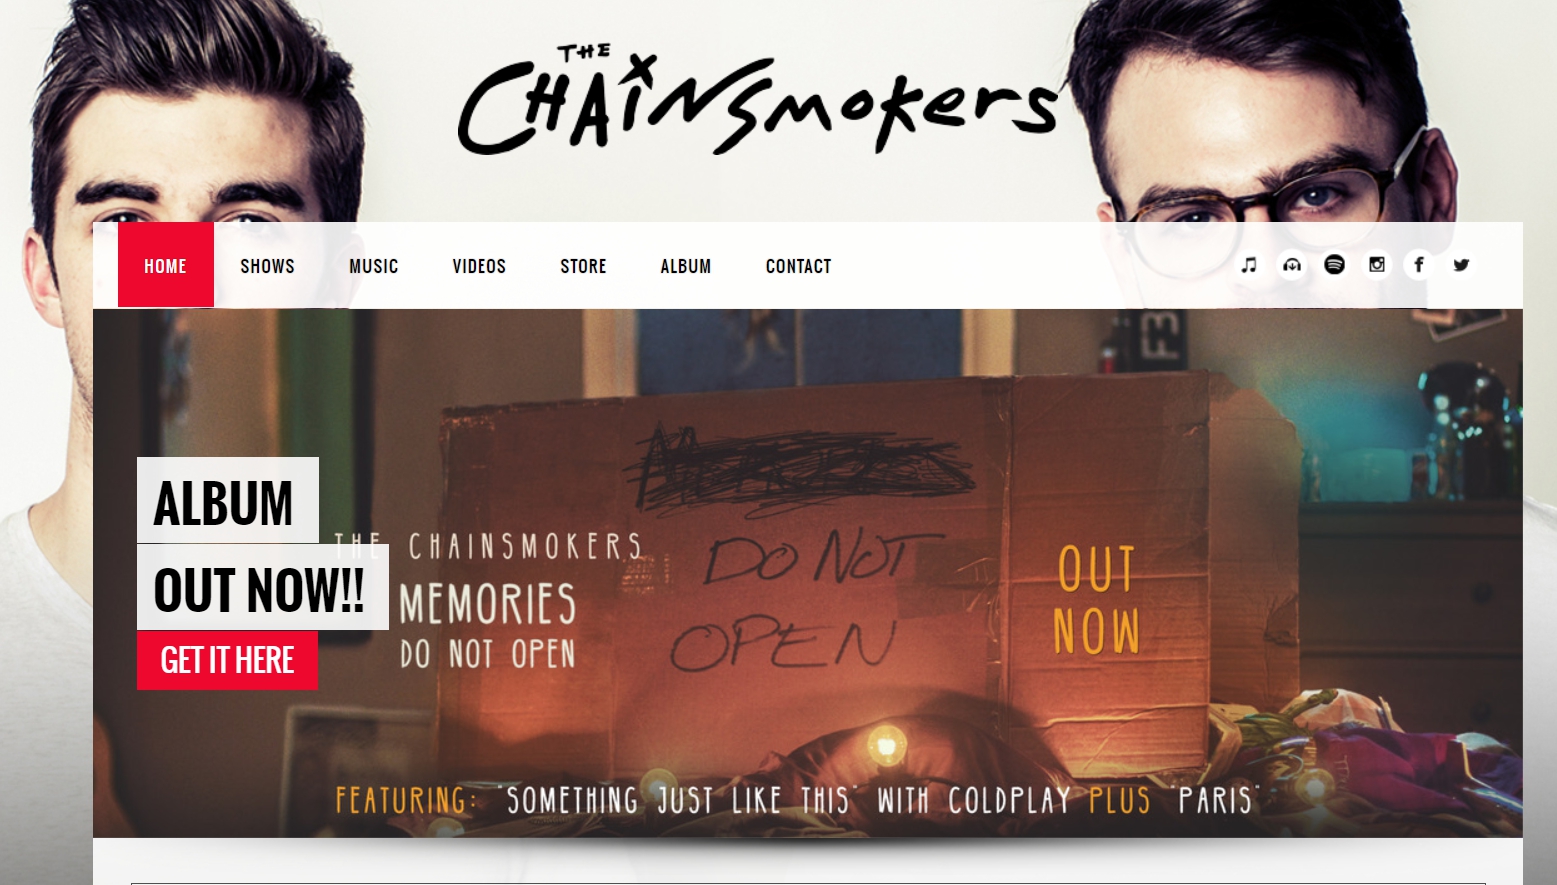 THE
CHAINSMOKERS
HOME SHOWS MUSIC VIDEOS STORE ALBUM CONTACT
ALBUM
OUT NOW!!
GET IT HERE
THE CHAINSMOKERS
MEMORIES
DO NOT OPEN
DO NOT
OPEN
OUT
NOW
FEATURING: "SOMETHING JUST LIKE THIS" WITH COLDPLAY PLUS "PARIS"